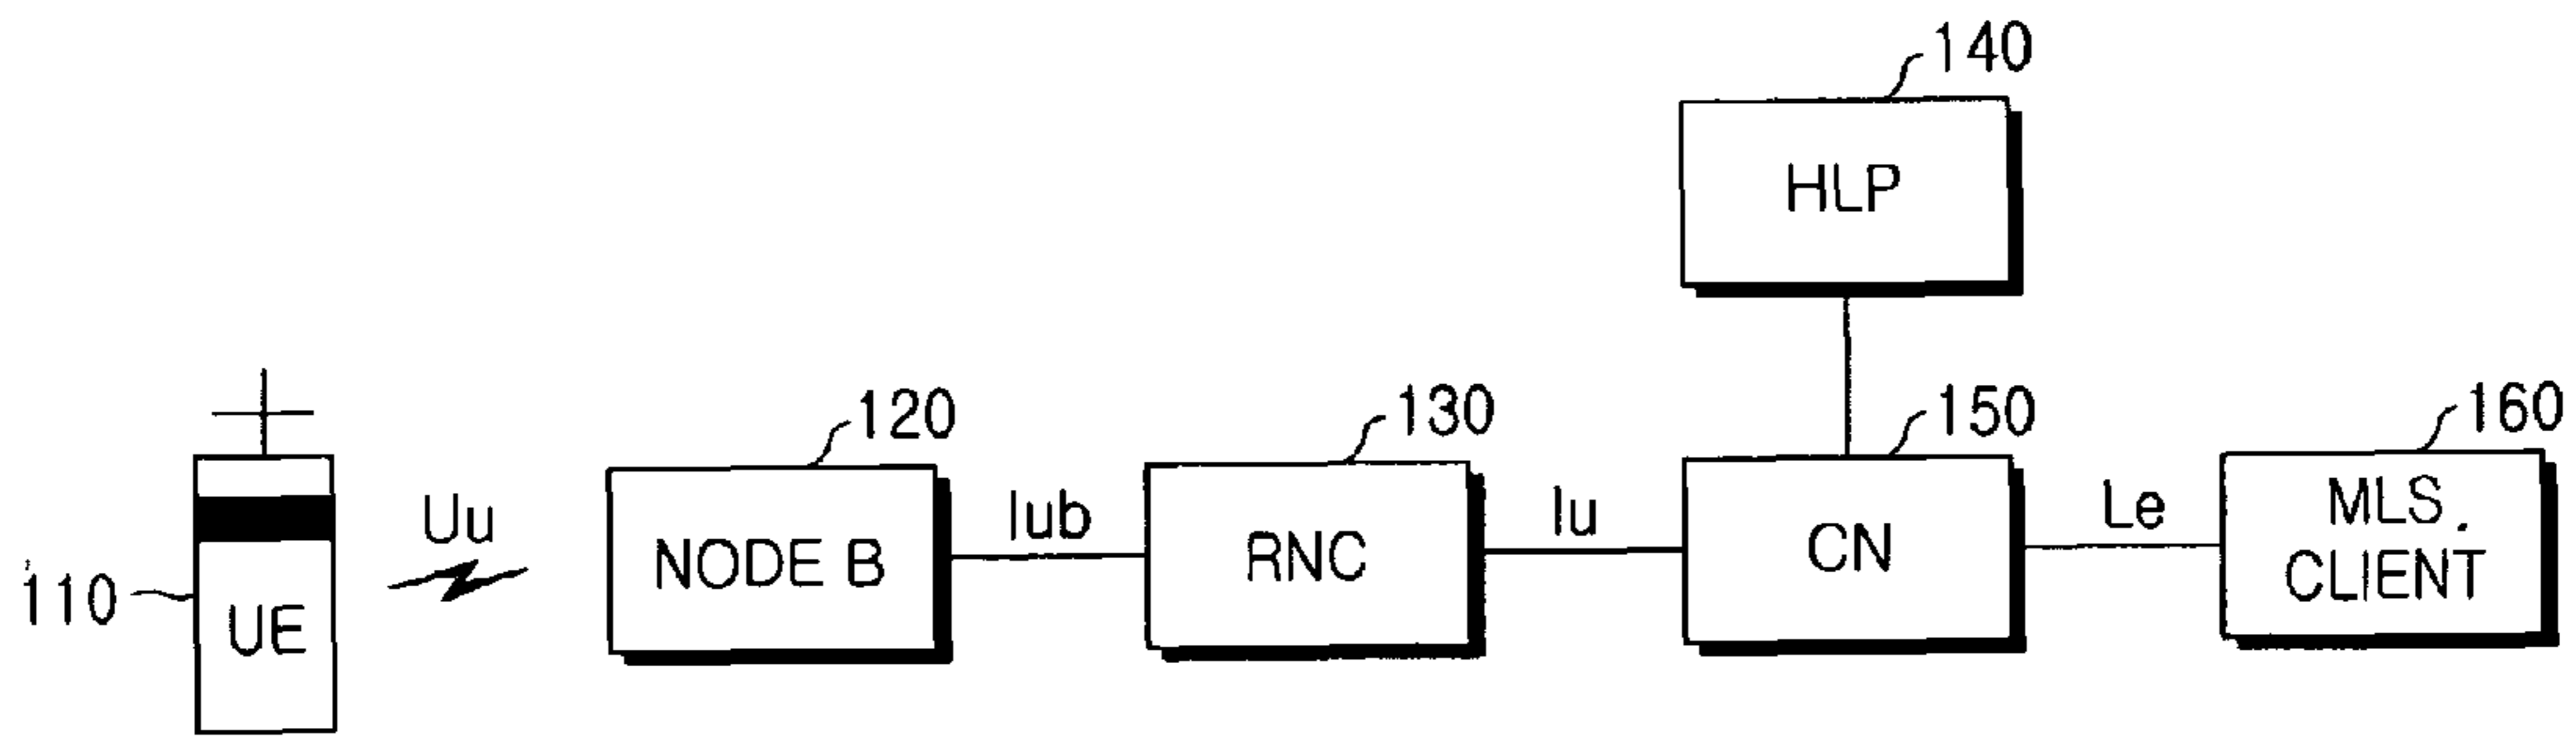 140
HLP
120
130
150
160
Uu
Iub
Iu
Le
110
UE
NODE B
RNC
CN
MLS.
CLIENT